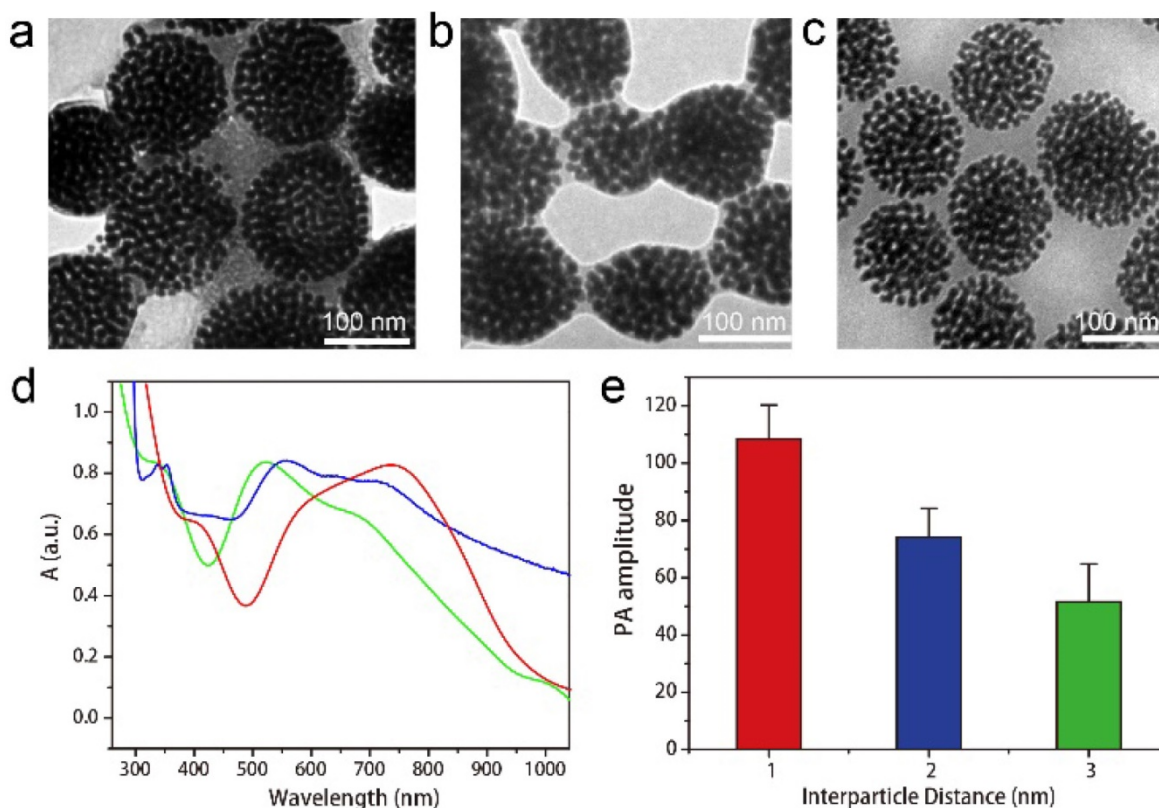 a
b
c
100 nm
100 nm
100 nm
d
1.0
0.8
0.6
0.4
0.2
0.0
A (a.u.)
300 400 500 600 700 800 900 1000
Wavelength (nm)
e
120
100
80
60
40
20
0
PA amplitude
1 2 3
Interparticle Distance (nm)